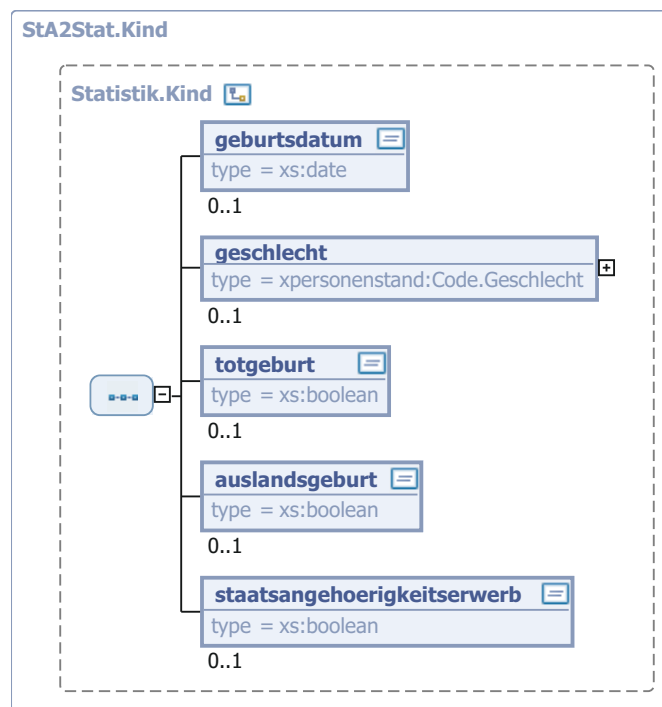 StA2Stat.Kind
Statistik.Kind
geburtsdatum
type = xs:date
0..1
geschlecht
type = xpersonenstand:Code.Geschlecht
0..1
totgeburt
type = xs:boolean
0..1
auslandsgeburt
type = xs:boolean
0..1
staatsangehoerigkeitserwerb
type = xs:boolean
0..1